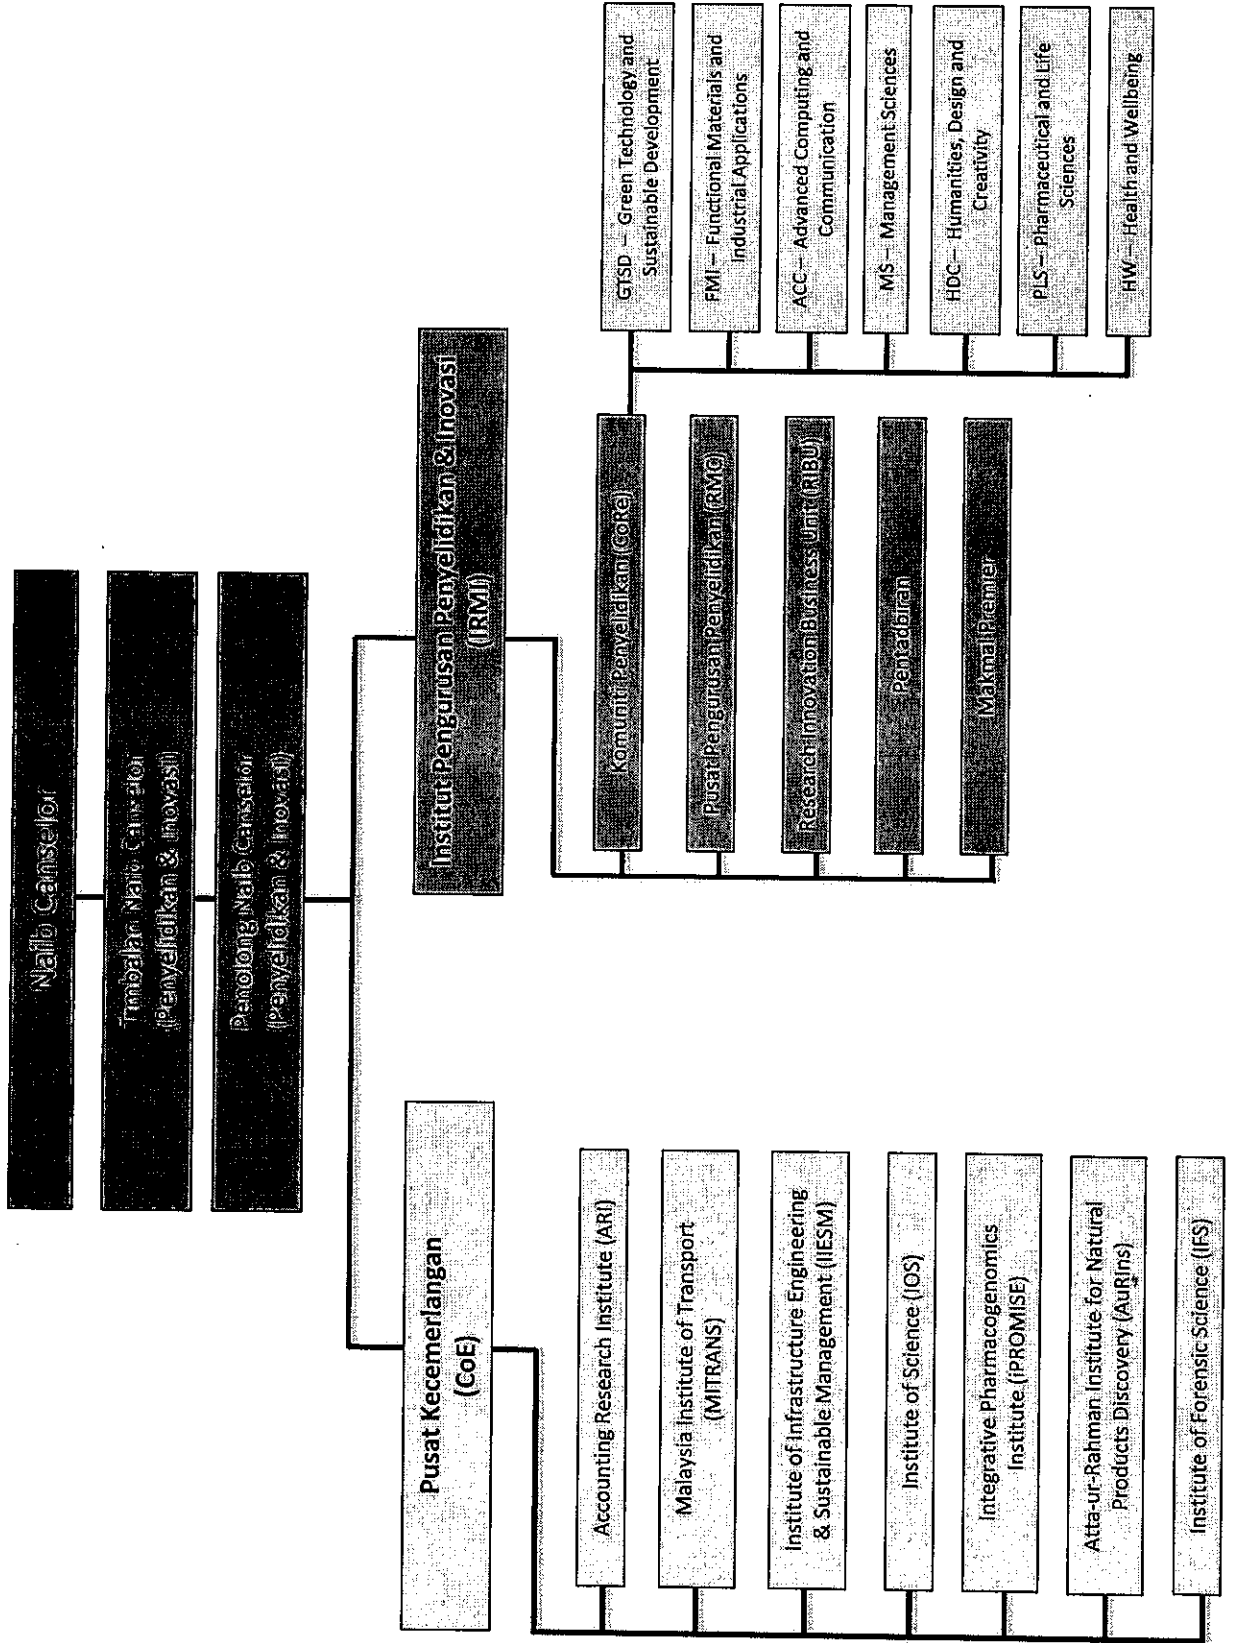 Naib Canselor
Timbalan Naib Canselor
(Penyelidikan & Inovasi)
Penolong Naib Canselor
(Penyelidikan & Inovasi)
Pusat Kecemerlangan
(CoE)
Accounting Research Institute (ARI)
Malaysia Institute of Transport
(MITRANS)
Institute of Infrastructure Engineering
& Sustainable Management (IIESM)
Institute of Science (IOS)
Integrative Pharmacogenomics
Institute (iPROMISE)
Atta-ur-Rahman Institute for Natural
Products Discovery (AuRIns)
Institute of Forensic Science (IFS)
Institut Pengurusan Penyelidikan & Inovasi
(IRMI)
Komuniti Penyelidikan (CoRe)
Pusat Pengurusan Penyelidikan (RMC)
Research Innovation Business Unit (RIBU)
Pentadbiran
Makmal Premier
GTSD – Green Technology and
Sustainable Development
FMI – Functional Materials and
Industrial Applications
ACC – Advanced Computing and
Communication
MS – Management Sciences
HDC – Humanities, Design and
Creativity
PLS – Pharmaceutical and Life
Sciences
HW – Health and Wellbeing